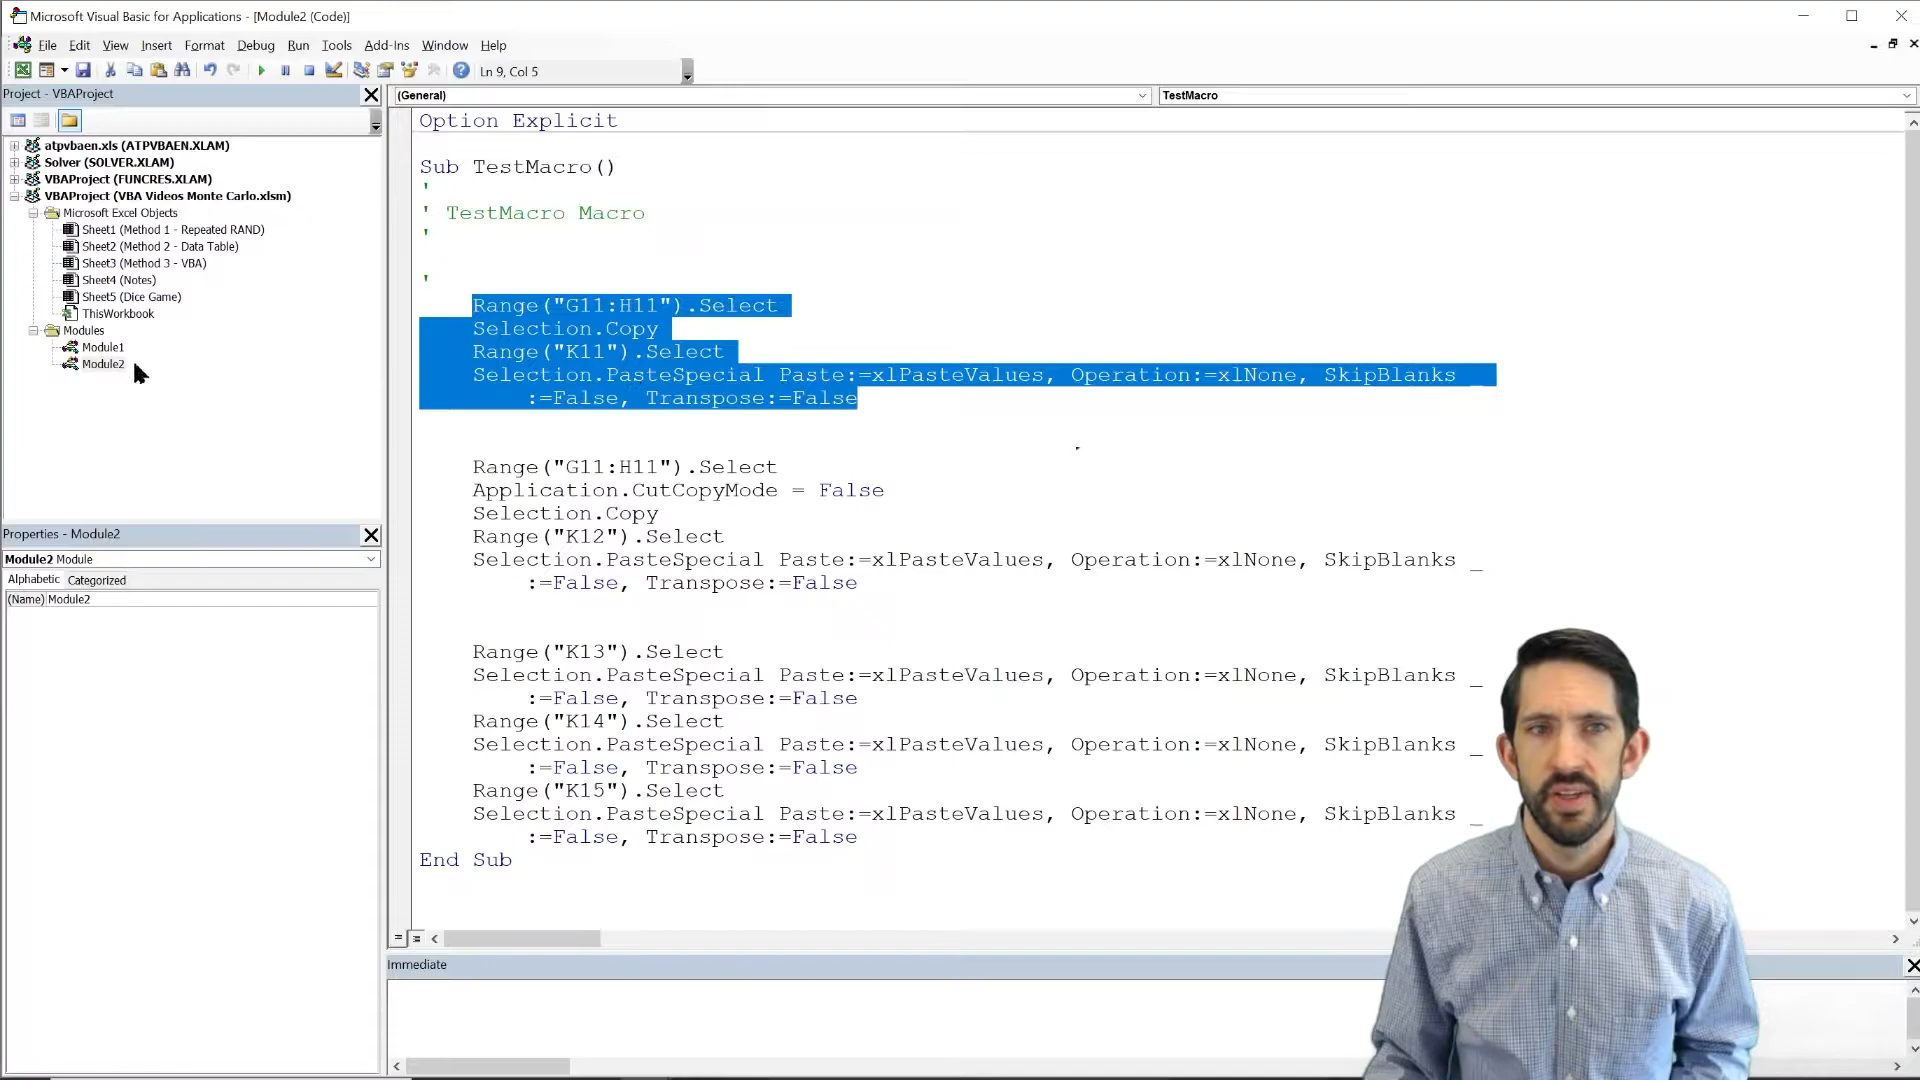 Microsoft Visual Basic for Applications - [Module2 (Code)]
File Edit View Insert Format Debug Run Tools Add-Ins Window Help
Ln 9, Col 5
Project - VBAProject
atpvbaen.xls (ATPVBAEN.XLAM)
Solver (SOLVER.XLAM)
VBAProject (FUNCRES.XLAM)
VBAProject (VBA Videos Monte Carlo.xlsm)
Microsoft Excel Objects
Sheet1 (Method 1 - Repeated RAND)
Sheet2 (Method 2 - Data Table)
Sheet3 (Method 3 - VBA)
Sheet4 (Notes)
Sheet5 (Dice Game)
ThisWorkbook
Modules
Module1
Module2
Properties - Module2
Module2 Module
Alphabetic Categorized
(Name) Module2
(General) TestMacro
Option Explicit
Sub TestMacro()
'
' TestMacro Macro
'
'
Range("G11:H11").Select
Selection.Copy
Range("K11").Select
Selection.PasteSpecial Paste:=xlPasteValues, Operation:=xlNone, SkipBlanks _
:=False, Transpose:=False
Range("G11:H11").Select
Application.CutCopyMode = False
Selection.Copy
Range("K12").Select
Selection.PasteSpecial Paste:=xlPasteValues, Operation:=xlNone, SkipBlanks _
:=False, Transpose:=False
Range("K13").Select
Selection.PasteSpecial Paste:=xlPasteValues, Operation:=xlNone, SkipBlanks _
:=False, Transpose:=False
Range("K14").Select
Selection.PasteSpecial Paste:=xlPasteValues, Operation:=xlNone, SkipBlanks _
:=False, Transpose:=False
Range("K15").Select
Selection.PasteSpecial Paste:=xlPasteValues, Operation:=xlNone, SkipBlanks _
:=False, Transpose:=False
End Sub
Immediate